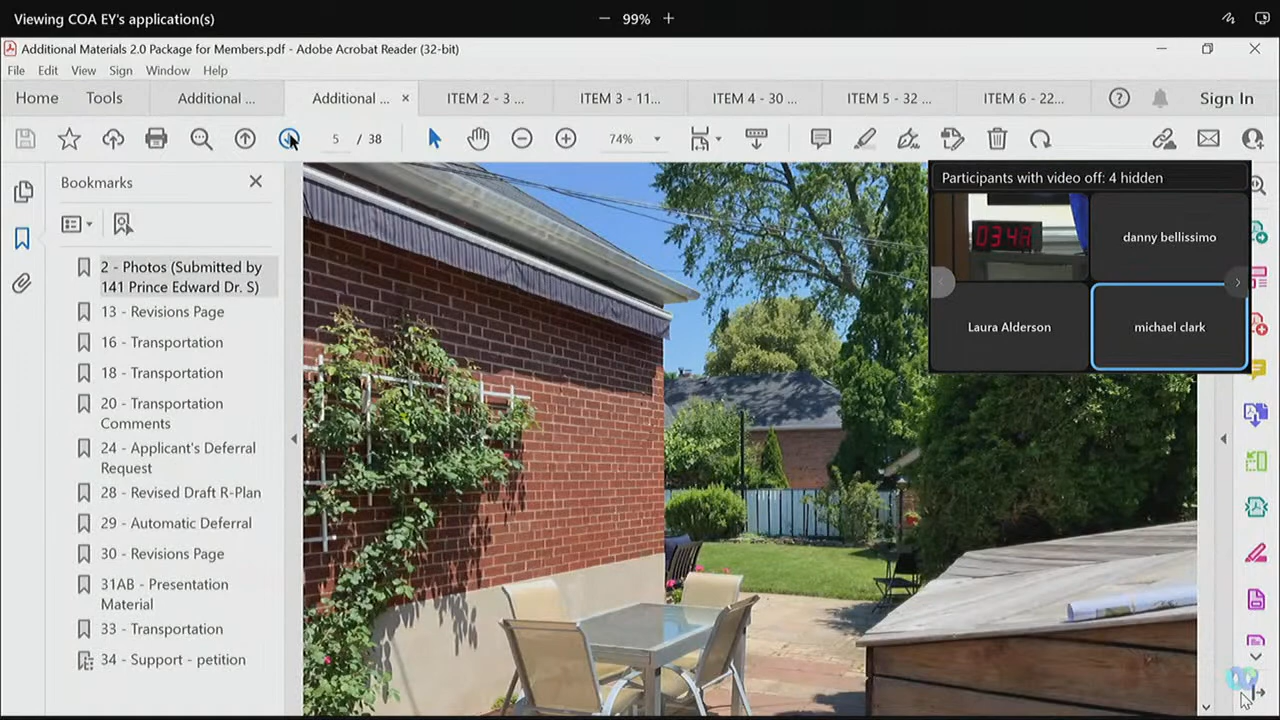 Viewing COA EY's application(s)
99%
Additional Materials 2.0 Package for Members.pdf - Adobe Acrobat Reader (32-bit)
File Edit View Sign Window Help
Home Tools Additional ... Additional ... × ITEM 2 - 3 ... ITEM 3 - 11... ITEM 4 - 30 ... ITEM 5 - 32 ... ITEM 6 - 22... Sign In
5 / 38 74%
Bookmarks
2 - Photos (Submitted by
141 Prince Edward Dr. S)
13 - Revisions Page
16 - Transportation
18 - Transportation
20 - Transportation
Comments
24 - Applicant's Deferral
Request
28 - Revised Draft R-Plan
29 - Automatic Deferral
30 - Revisions Page
31AB - Presentation
Material
33 - Transportation
34 - Support - petition
Participants with video off: 4 hidden
03:47
danny bellissimo
Laura Alderson
michael clark